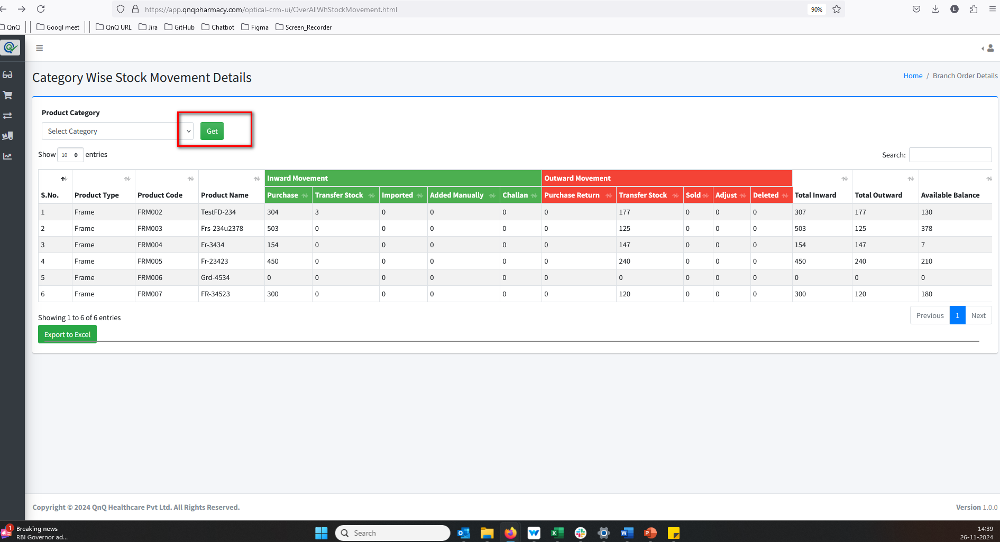 https://app.qnqpharmacy.com/optical-crm-ui/OverAllWhStockMovement.html 90% L
QnQ Googl meet QnQ URL Jira GitHub Chatbot Figma Screen_Recorder
Category Wise Stock Movement Details
Home / Branch Order Details
Product Category
Select Category Get
Show 10 entries Search:
Inward Movement Outward Movement
S.No. Product Type Product Code Product Name Purchase Transfer Stock Imported Added Manually Challan Purchase Return Transfer Stock Sold Adjust Deleted Total Inward Total Outward Available Balance
1 Frame FRM002 TestFD-234 304 3 0 0 0 0 177 0 0 0 307 177 130
2 Frame FRM003 Frs-234u2378 503 0 0 0 0 0 125 0 0 0 503 125 378
3 Frame FRM004 Fr-3434 154 0 0 0 0 0 147 0 0 0 154 147 7
4 Frame FRM005 Fr-23423 450 0 0 0 0 0 240 0 0 0 450 240 210
5 Frame FRM006 Grd-4534 0 0 0 0 0 0 0 0 0 0 0 0 0
6 Frame FRM007 FR-34523 300 0 0 0 0 0 120 0 0 0 300 120 180
Showing 1 to 6 of 6 entries
Previous 1 Next
Export to Excel
Copyright © 2024 QnQ Healthcare Pvt Ltd. All Rights Reserved. Version 1.0.0
1 Breaking news
RBI Governor ad...
Search
14:39
26-11-2024